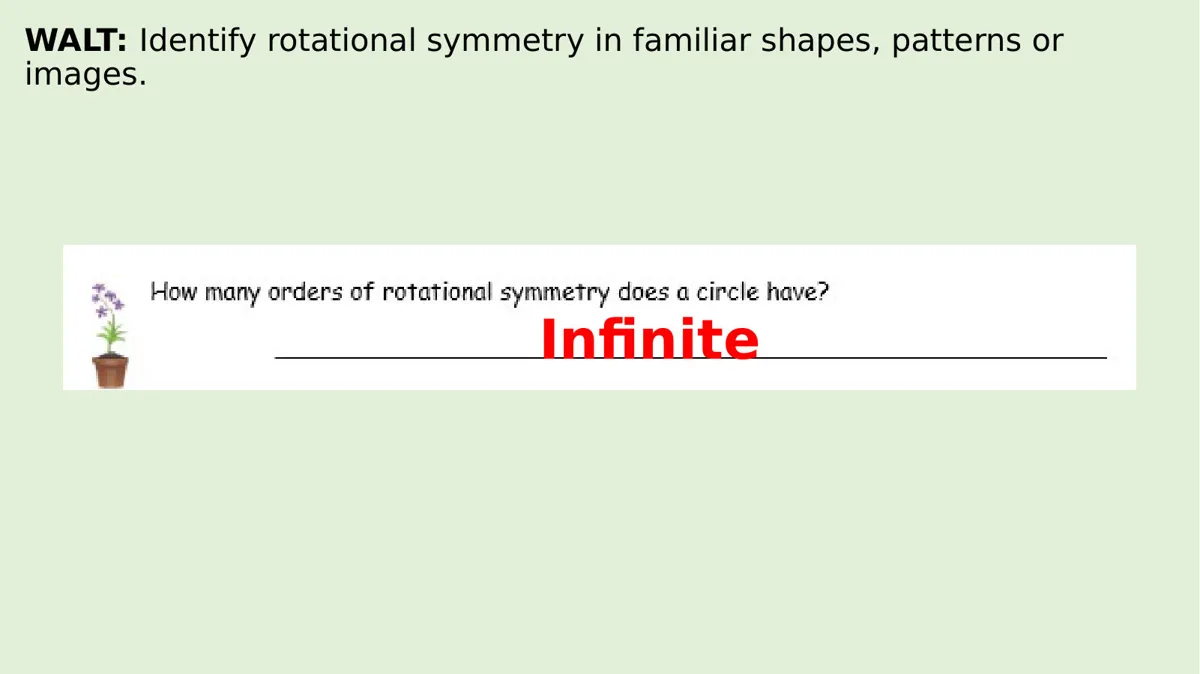 WALT: Identify rotational symmetry in familiar shapes, patterns or
images.
How many orders of rotational symmetry does a circle have?
Infinite